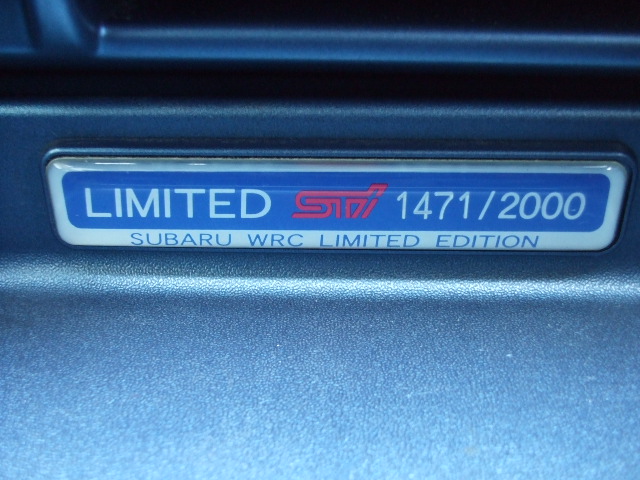 LIMITED STi 1471/2000
SUBARU WRC LIMITED EDITION